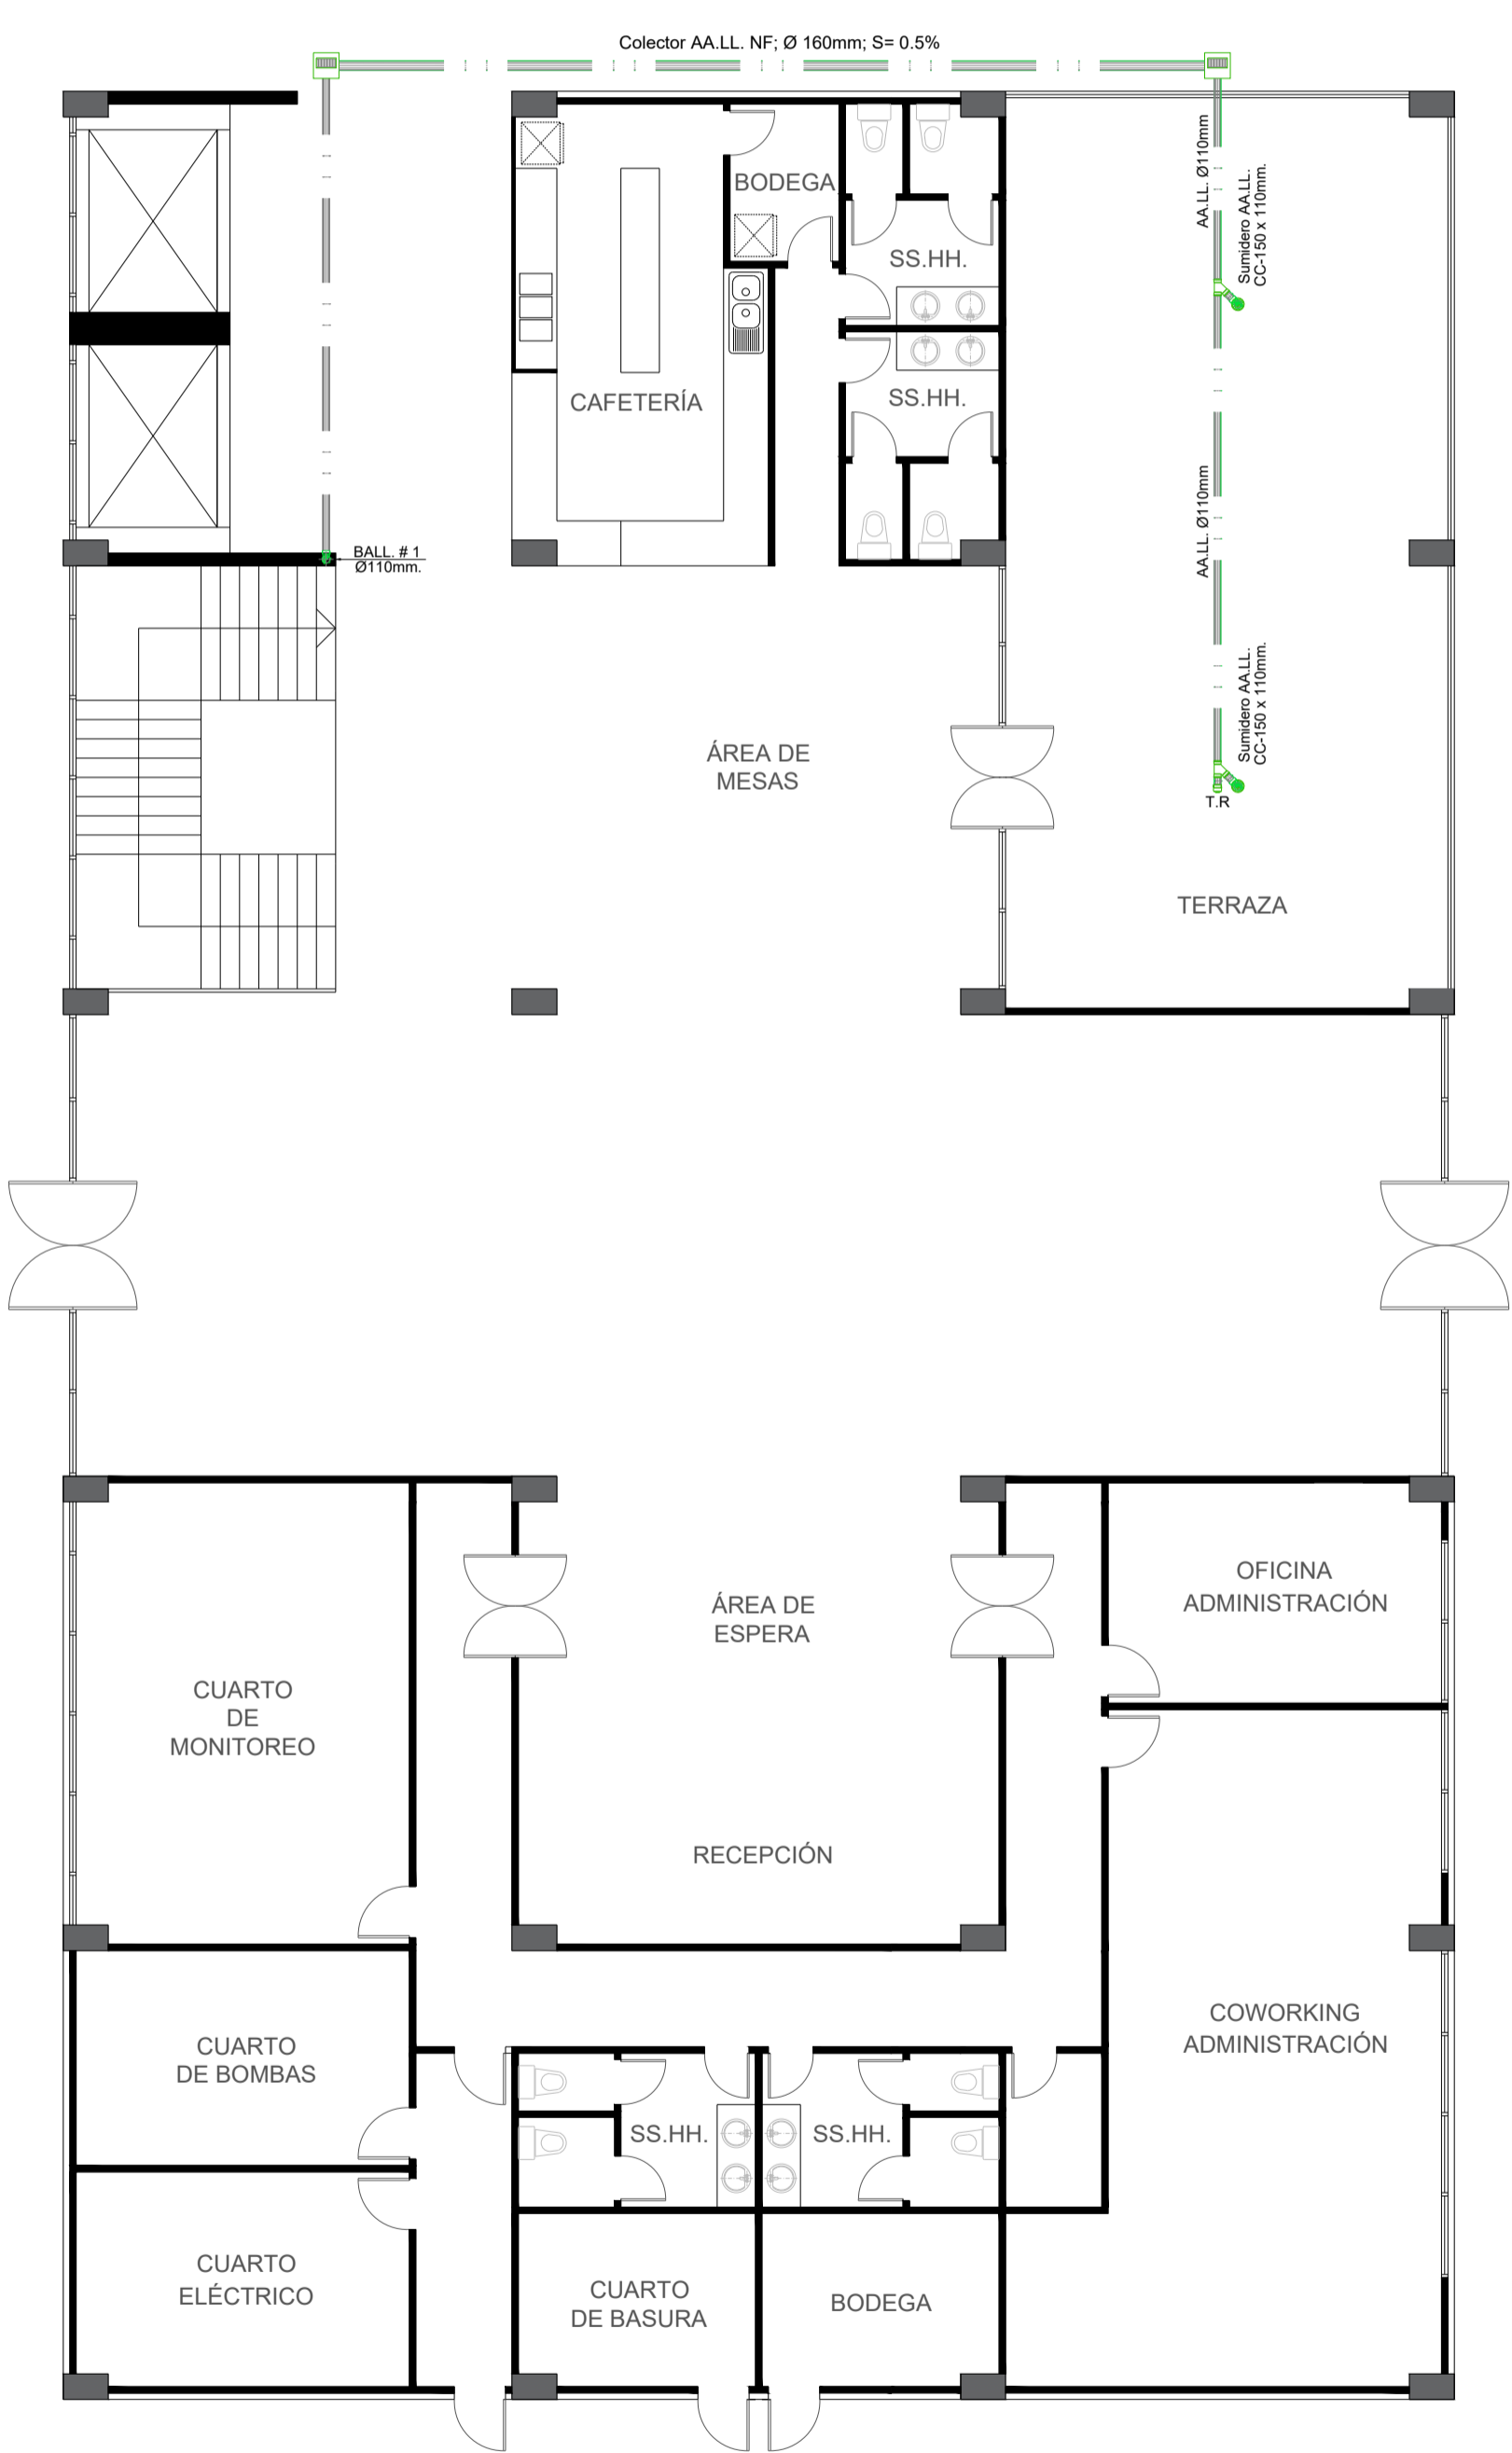 Colector AA.LL. NF; Ø 160mm; S= 0.5%
AA.LL. Ø110mm
Sumidero AA.LL.
CC-150 x 110mm.
BODEGA
SS.HH.
CAFETERÍA
SS.HH.
BALL. # 1
Ø110mm.
AA.LL. Ø110mm
Sumidero AA.LL.
CC-150 x 110mm.
T.R
ÁREA DE
MESAS
TERRAZA
OFICINA
ADMINISTRACIÓN
ÁREA DE
ESPERA
CUARTO
DE
MONITOREO
RECEPCIÓN
COWORKING
ADMINISTRACIÓN
CUARTO
DE BOMBAS
SS.HH.
SS.HH.
CUARTO
ELÉCTRICO
CUARTO
DE BASURA
BODEGA